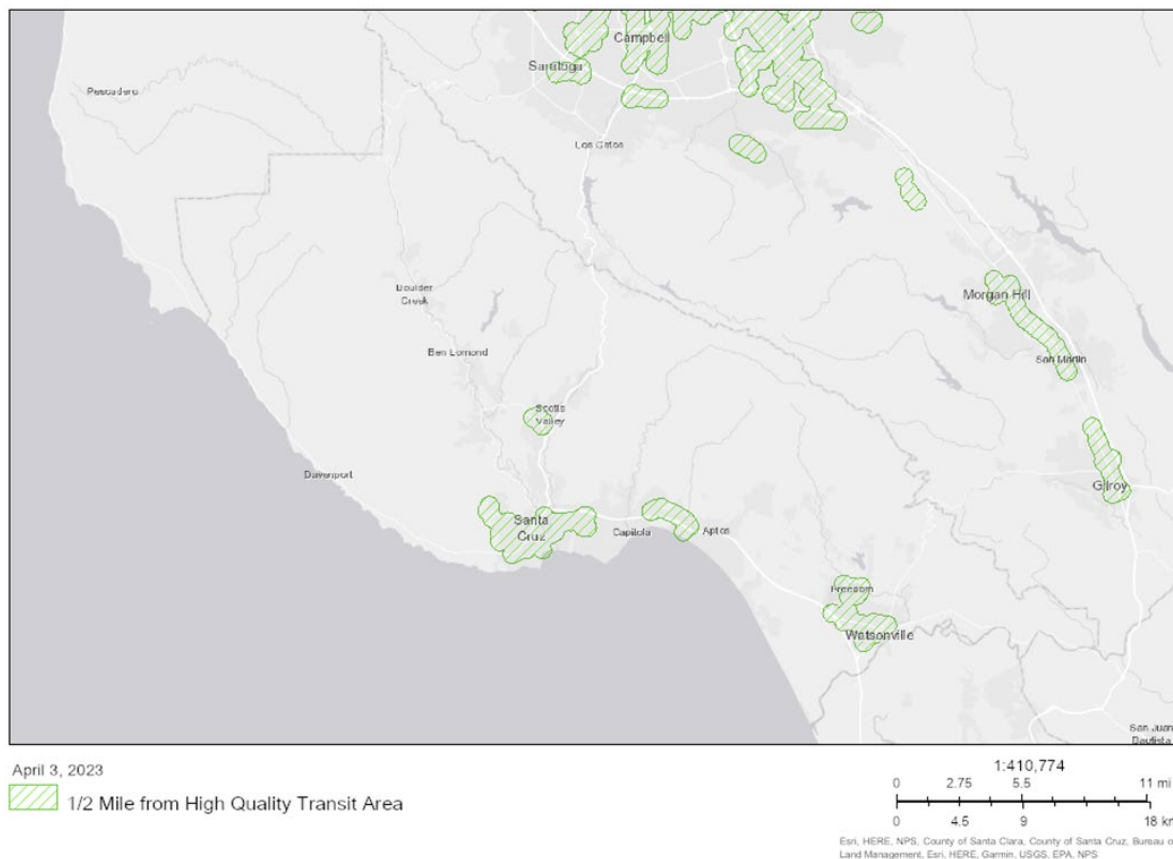 Campbell
Saratoga
Pescadero
Los Gatos
Morgan Hill
Boulder
Creek
San Martin
Ben Lomond
Scotts
Valley
Davenport
Gilroy
Santa
Cruz
Capitola
Aptos
Freedom
Watsonville
San Juan
Bautista
April 3, 2023
1/2 Mile from High Quality Transit Area
1:410,774
0 2.75 5.5 11 mi
0 4.5 9 18 km
Esri, HERE, NPS, County of Santa Clara, County of Santa Cruz, Bureau o
Land Management, Esri, HERE, Garmin, USGS, EPA, NPS